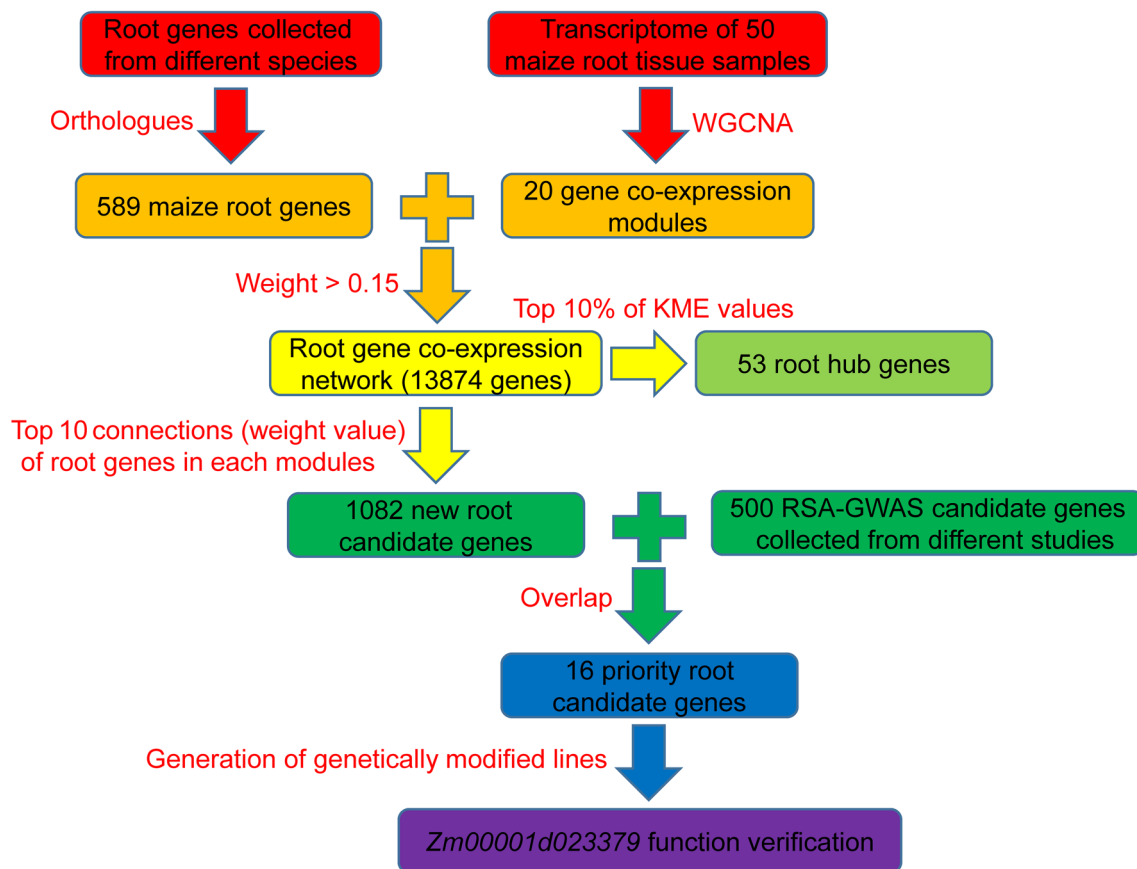 Root genes collected
from different species
Transcriptome of 50
maize root tissue samples
Orthologues
WGCNA
589 maize root genes
20 gene co-expression
modules
Weight > 0.15
Top 10% of KME values
Root gene co-expression
network (13874 genes)
53 root hub genes
Top 10 connections (weight value)
of root genes in each modules
1082 new root
candidate genes
500 RSA-GWAS candidate genes
collected from different studies
Overlap
16 priority root
candidate genes
Generation of genetically modified lines
Zm00001d023379 function verification